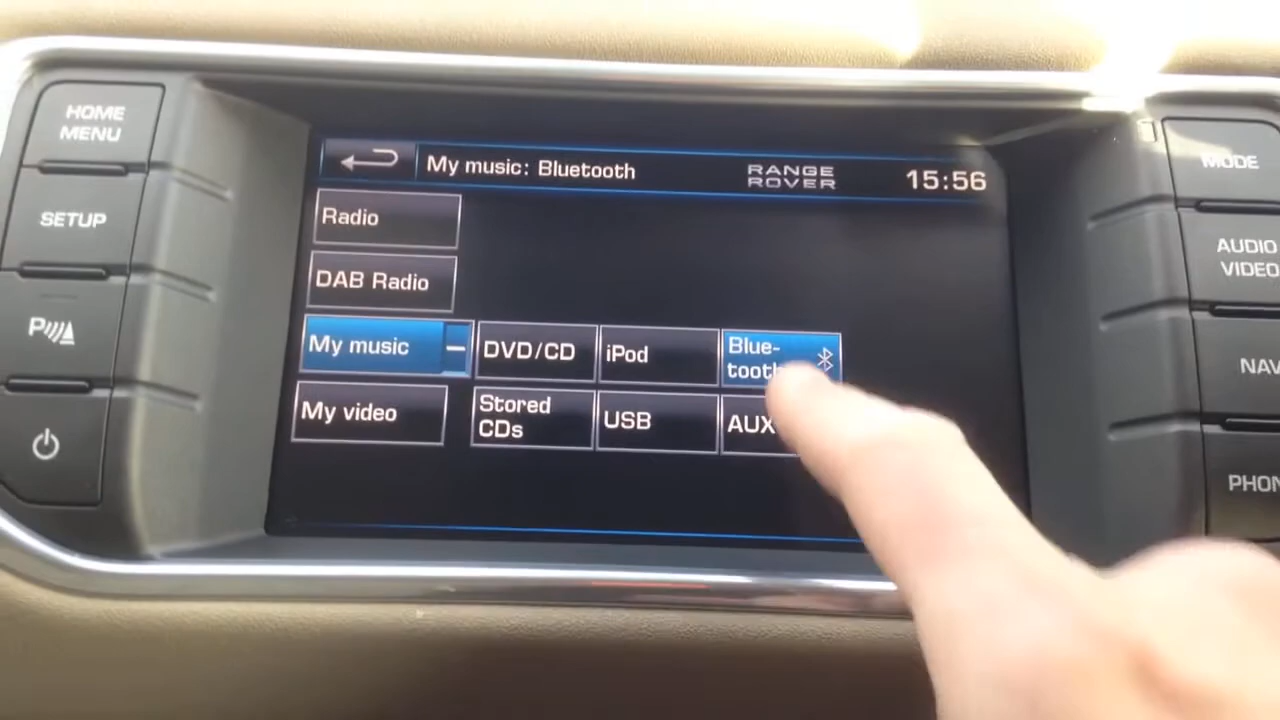 HOME
MENU
SETUP
P
My music: Bluetooth
RANGE
ROVER
15:56
Radio
DAB Radio
My music
DVD/CD
iPod
Blue-
tooth
My video
Stored
CDs
USB
AUX
MODE
AUDIO
VIDEO
NAV
PHON